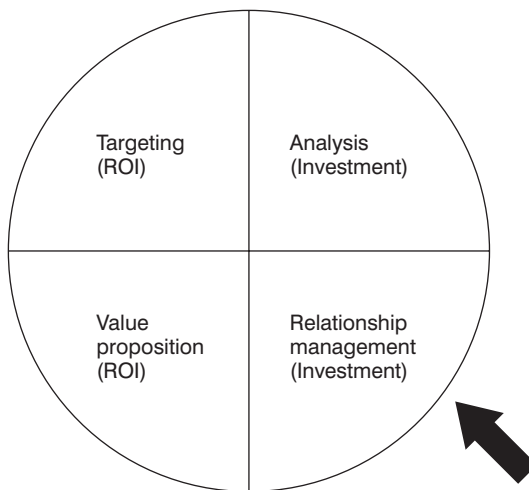 Targeting
(ROI)
Analysis
(Investment)
Value
proposition
(ROI)
Relationship
management
(Investment)